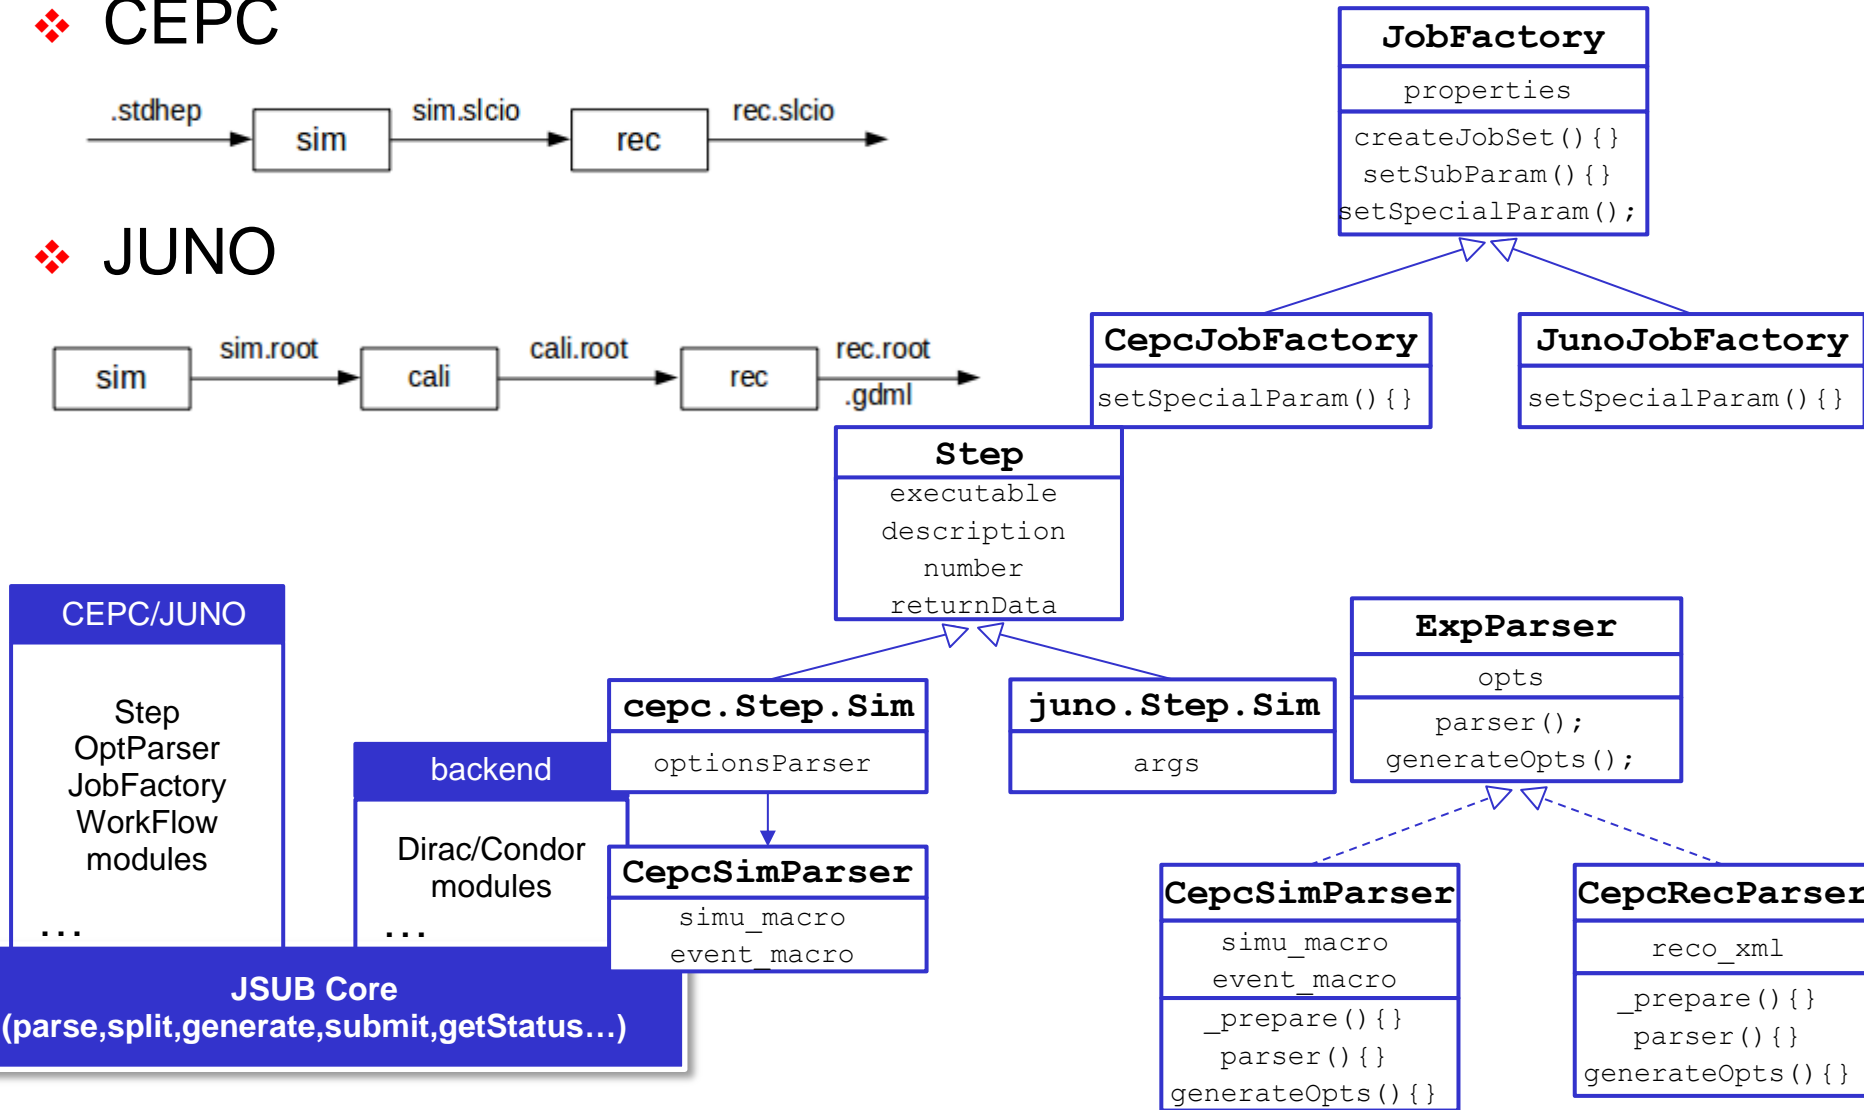 CEPC
.stdhep
sim
sim.slcio
rec
rec.slcio
JUNO
sim
sim.root
cali
cali.root
rec
rec.root
.gdml
JobFactory
properties
createJobSet(){}
setSubParam(){}
setSpecialParam();
CepcJobFactory
setSpecialParam(){}
JunoJobFactory
setSpecialParam(){}
Step
executable
description
number
returnData
cepc.Step.Sim
optionsParser
juno.Step.Sim
args
CepcSimParser
simu_macro
event_macro
ExpParser
opts
parser();
generateOpts();
CepcSimParser
simu_macro
event_macro
_prepare(){}
parser(){}
generateOpts(){}
CepcRecParser
reco_xml
_prepare(){}
parser(){}
generateOpts(){}
CEPC/JUNO
Step
OptParser
JobFactory
WorkFlow
modules
...
backend
Dirac/Condor
modules
...
JSUB Core
(parse,split,generate,submit,getStatus…)